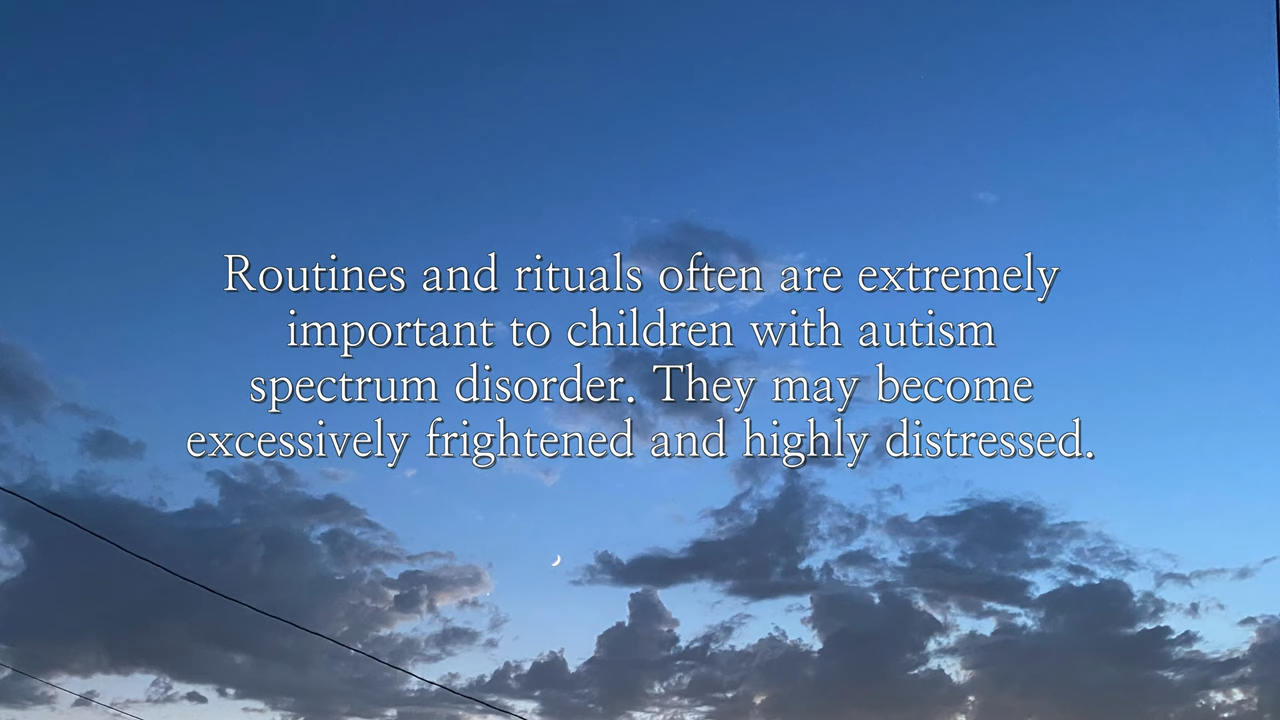 Routines and rituals often are extremely
important to children with autism
spectrum disorder. They may become
excessively frightened and highly distressed.